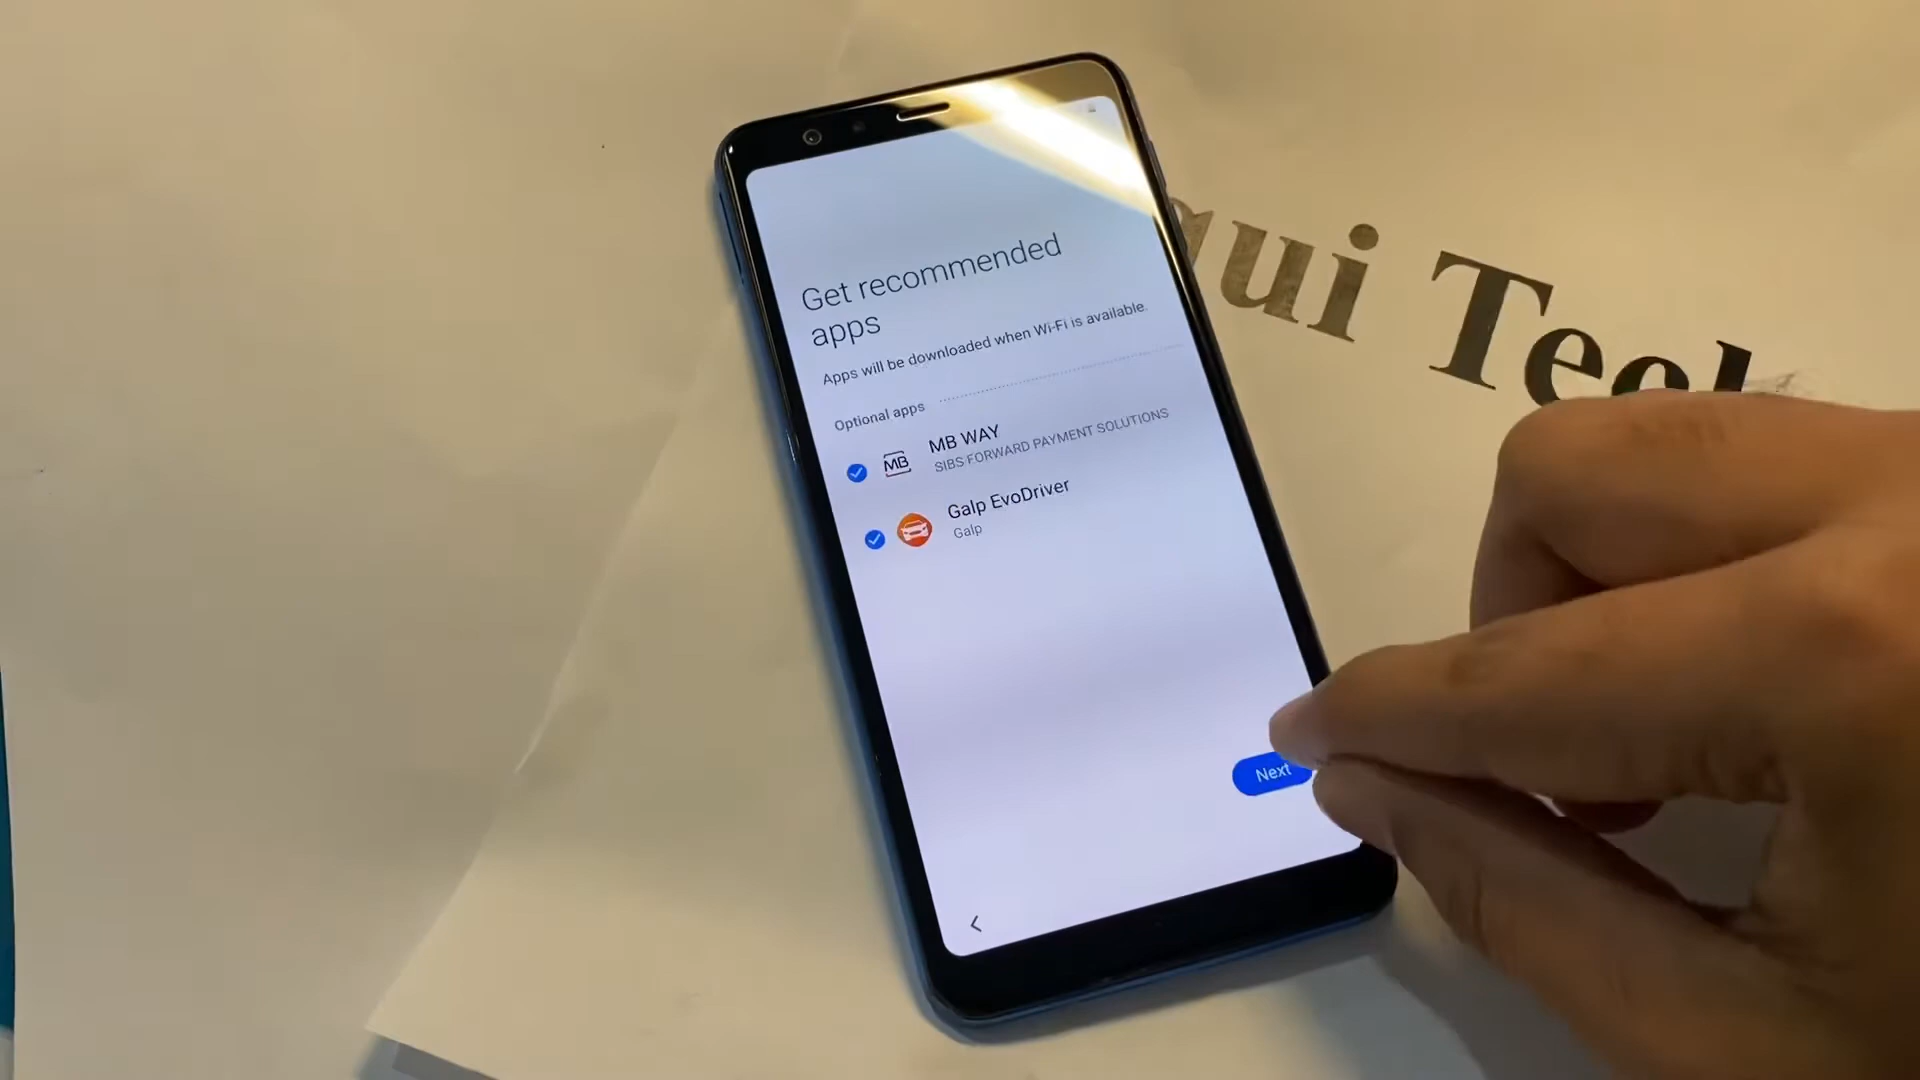 Get recommended
apps
Apps will be downloaded when Wi-Fi is available.
Optional apps
MB
MB WAY
SIBS FORWARD PAYMENT SOLUTIONS
Galp EvoDriver
Galp
Next